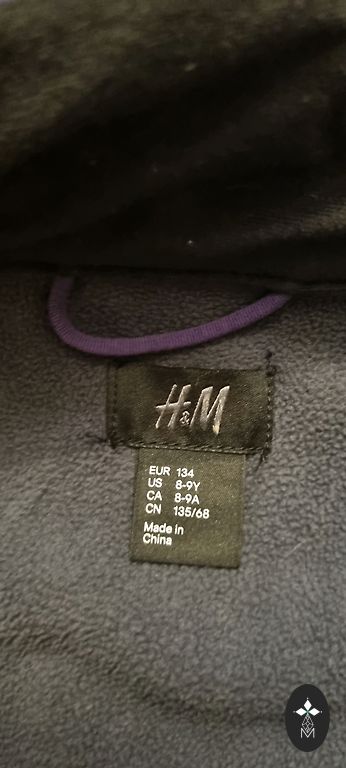 H&M
EUR 134
US 8-9Y
CA 8-9A
CN 135/68
Made in
China
M